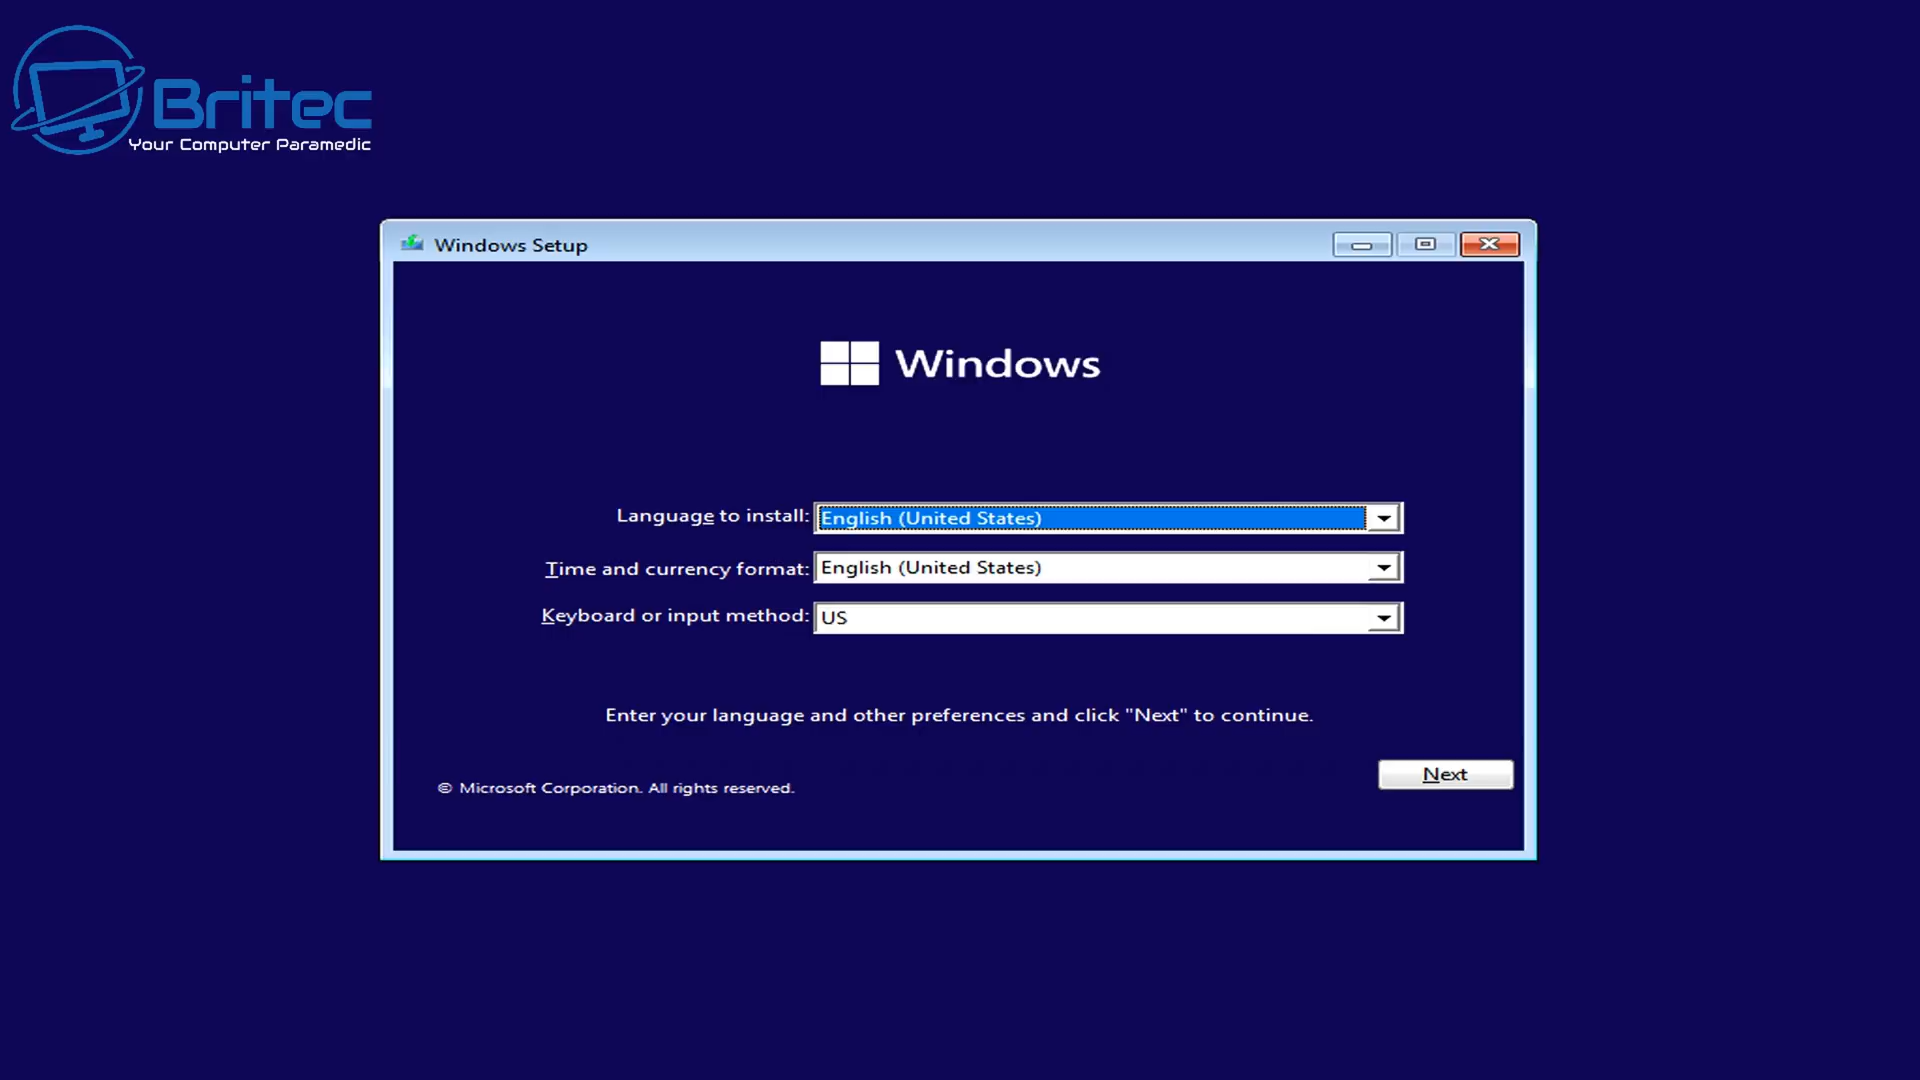 Britec
Your Computer Paramedic
Windows Setup
Windows
Language to install: English (United States)
Time and currency format: English (United States)
Keyboard or input method: US
Enter your language and other preferences and click "Next" to continue.
Next
© Microsoft Corporation. All rights reserved.